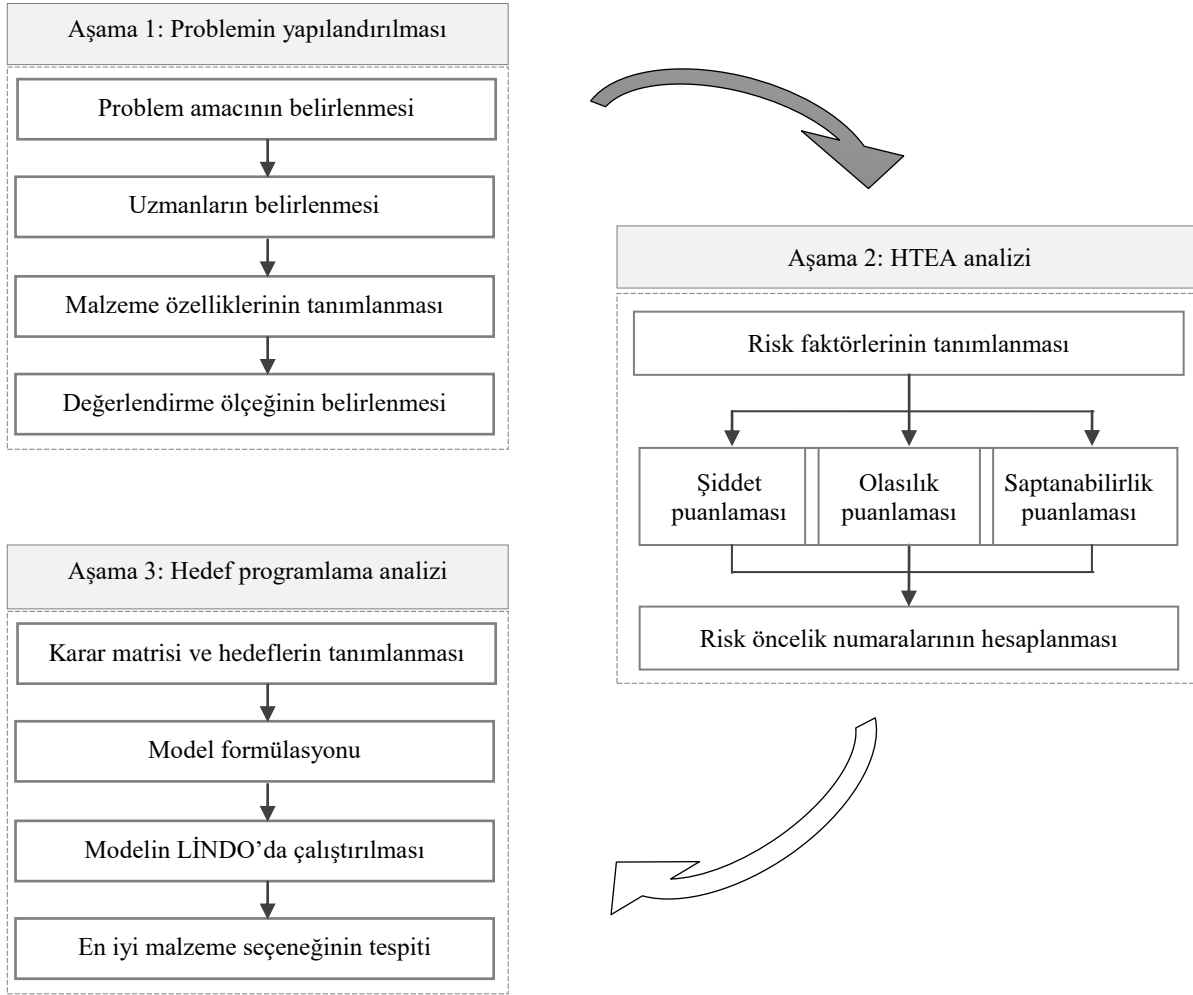 Aşama 1: Problemin yapılandırılması
Problem amacının belirlenmesi
Uzmanların belirlenmesi
Malzeme özelliklerinin tanımlanması
Değerlendirme ölçeğinin belirlenmesi
Aşama 2: HTEA analizi
Risk faktörlerinin tanımlanması
Şiddet
puanlaması
Olasılık
puanlaması
Saptanabilirlik
puanlaması
Risk öncelik numaralarının hesaplanması
Aşama 3: Hedef programlama analizi
Karar matrisi ve hedeflerin tanımlanması
Model formülasyonu
Modelin LİNDO’da çalıştırılması
En iyi malzeme seçeneğinin tespiti